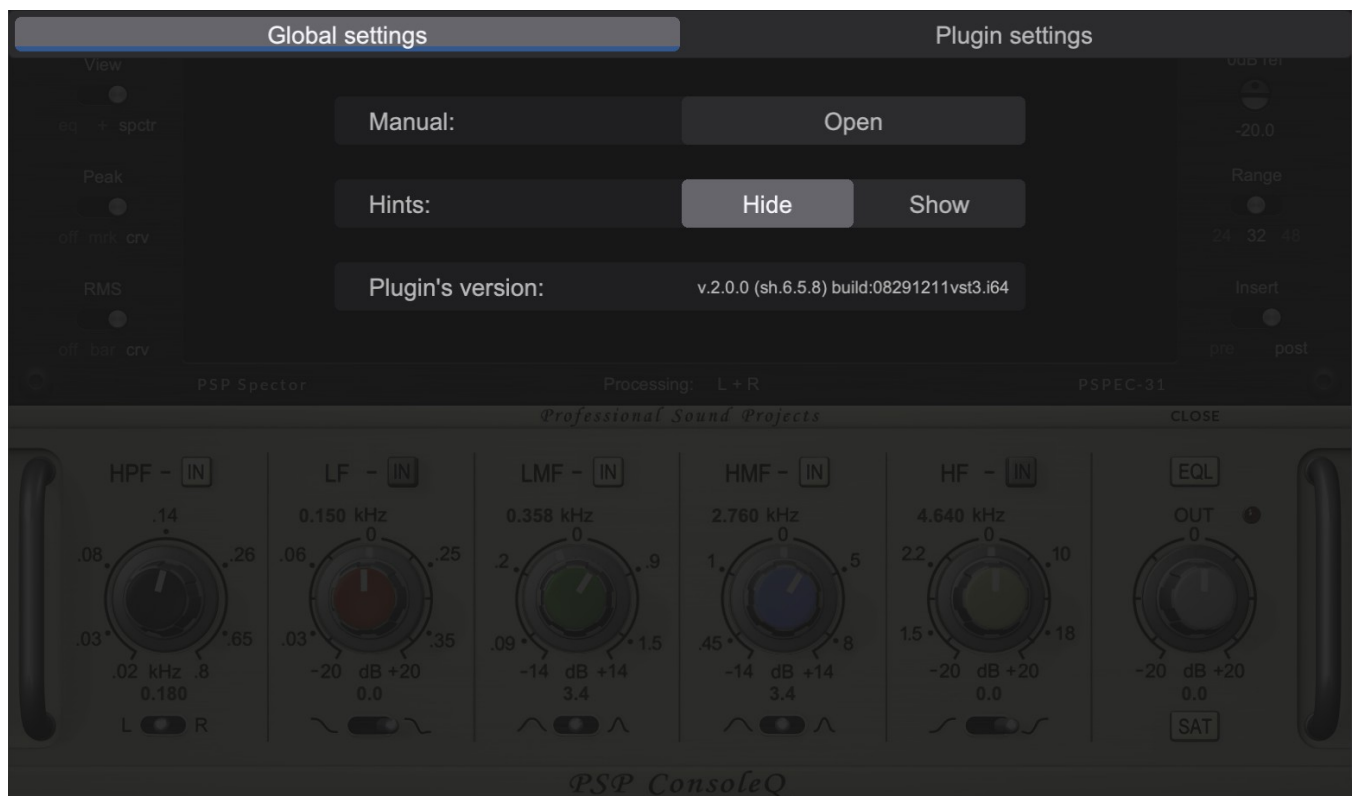 Global settings Plugin settings
View 0dB ref
eq + spctr -20.0
Manual: Open
Peak Range
off mrk crv 24 32 48
Hints: Hide Show
RMS Insert
off bar crv pre post
Plugin's version: v.2.0.0 (sh.6.5.8) build:08291211vst3.i64
PSP Spector Processing: L + R PSPEC-31
Professional Sound Projects CLOSE
HPF - IN LF - IN LMF - IN HMF - IN HF - IN EQL
.14 0.150 kHz 0.358 kHz 2.760 kHz 4.640 kHz OUT
0 0 0 0 0
.08 .26 .06 .25 .2 .9 1 5 2.2 10
.03 .65 .03 .35 .09 1.5 .45 8 1.5 18
.02 kHz .8 -20 dB +20 -14 dB +14 -14 dB +14 -20 dB +20 -20 dB +20
0.180 0.0 3.4 3.4 0.0 0.0
L R SAT
PSP ConsoleQ